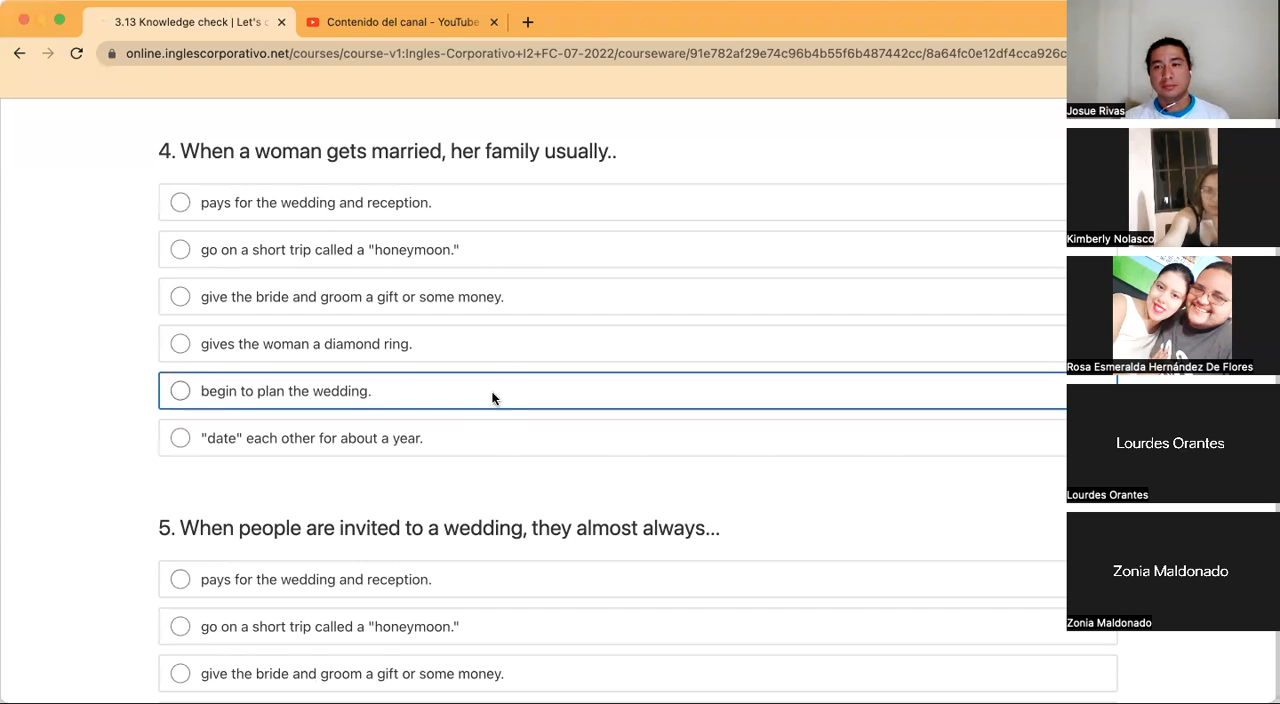 3.13 Knowledge check | Let's c
Contenido del canal - YouTube
online.inglescorporativo.net/courses/course-v1:Ingles-Corporativo+I2+FC-07-2022/courseware/91e782af29e74c96b4b55f6b487442cc/8a64fc0e12df4cca926c
4. When a woman gets married, her family usually..
pays for the wedding and reception.
go on a short trip called a "honeymoon."
give the bride and groom a gift or some money.
gives the woman a diamond ring.
begin to plan the wedding.
"date" each other for about a year.
5. When people are invited to a wedding, they almost always...
pays for the wedding and reception.
go on a short trip called a "honeymoon."
give the bride and groom a gift or some money.
Josue Rivas
Kimberly Nolasco
Rosa Esmeralda Hernández De Flores
Lourdes Orantes
Lourdes Orantes
Zonia Maldonado
Zonia Maldonado